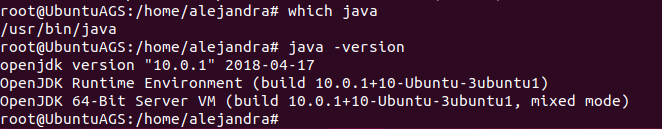 root@UbuntuAGS:/home/alejandra# which java
/usr/bin/java
root@UbuntuAGS:/home/alejandra# java -version
openjdk version "10.0.1" 2018-04-17
OpenJDK Runtime Environment (build 10.0.1+10-Ubuntu-3ubuntu1)
OpenJDK 64-Bit Server VM (build 10.0.1+10-Ubuntu-3ubuntu1, mixed mode)
root@UbuntuAGS:/home/alejandra#